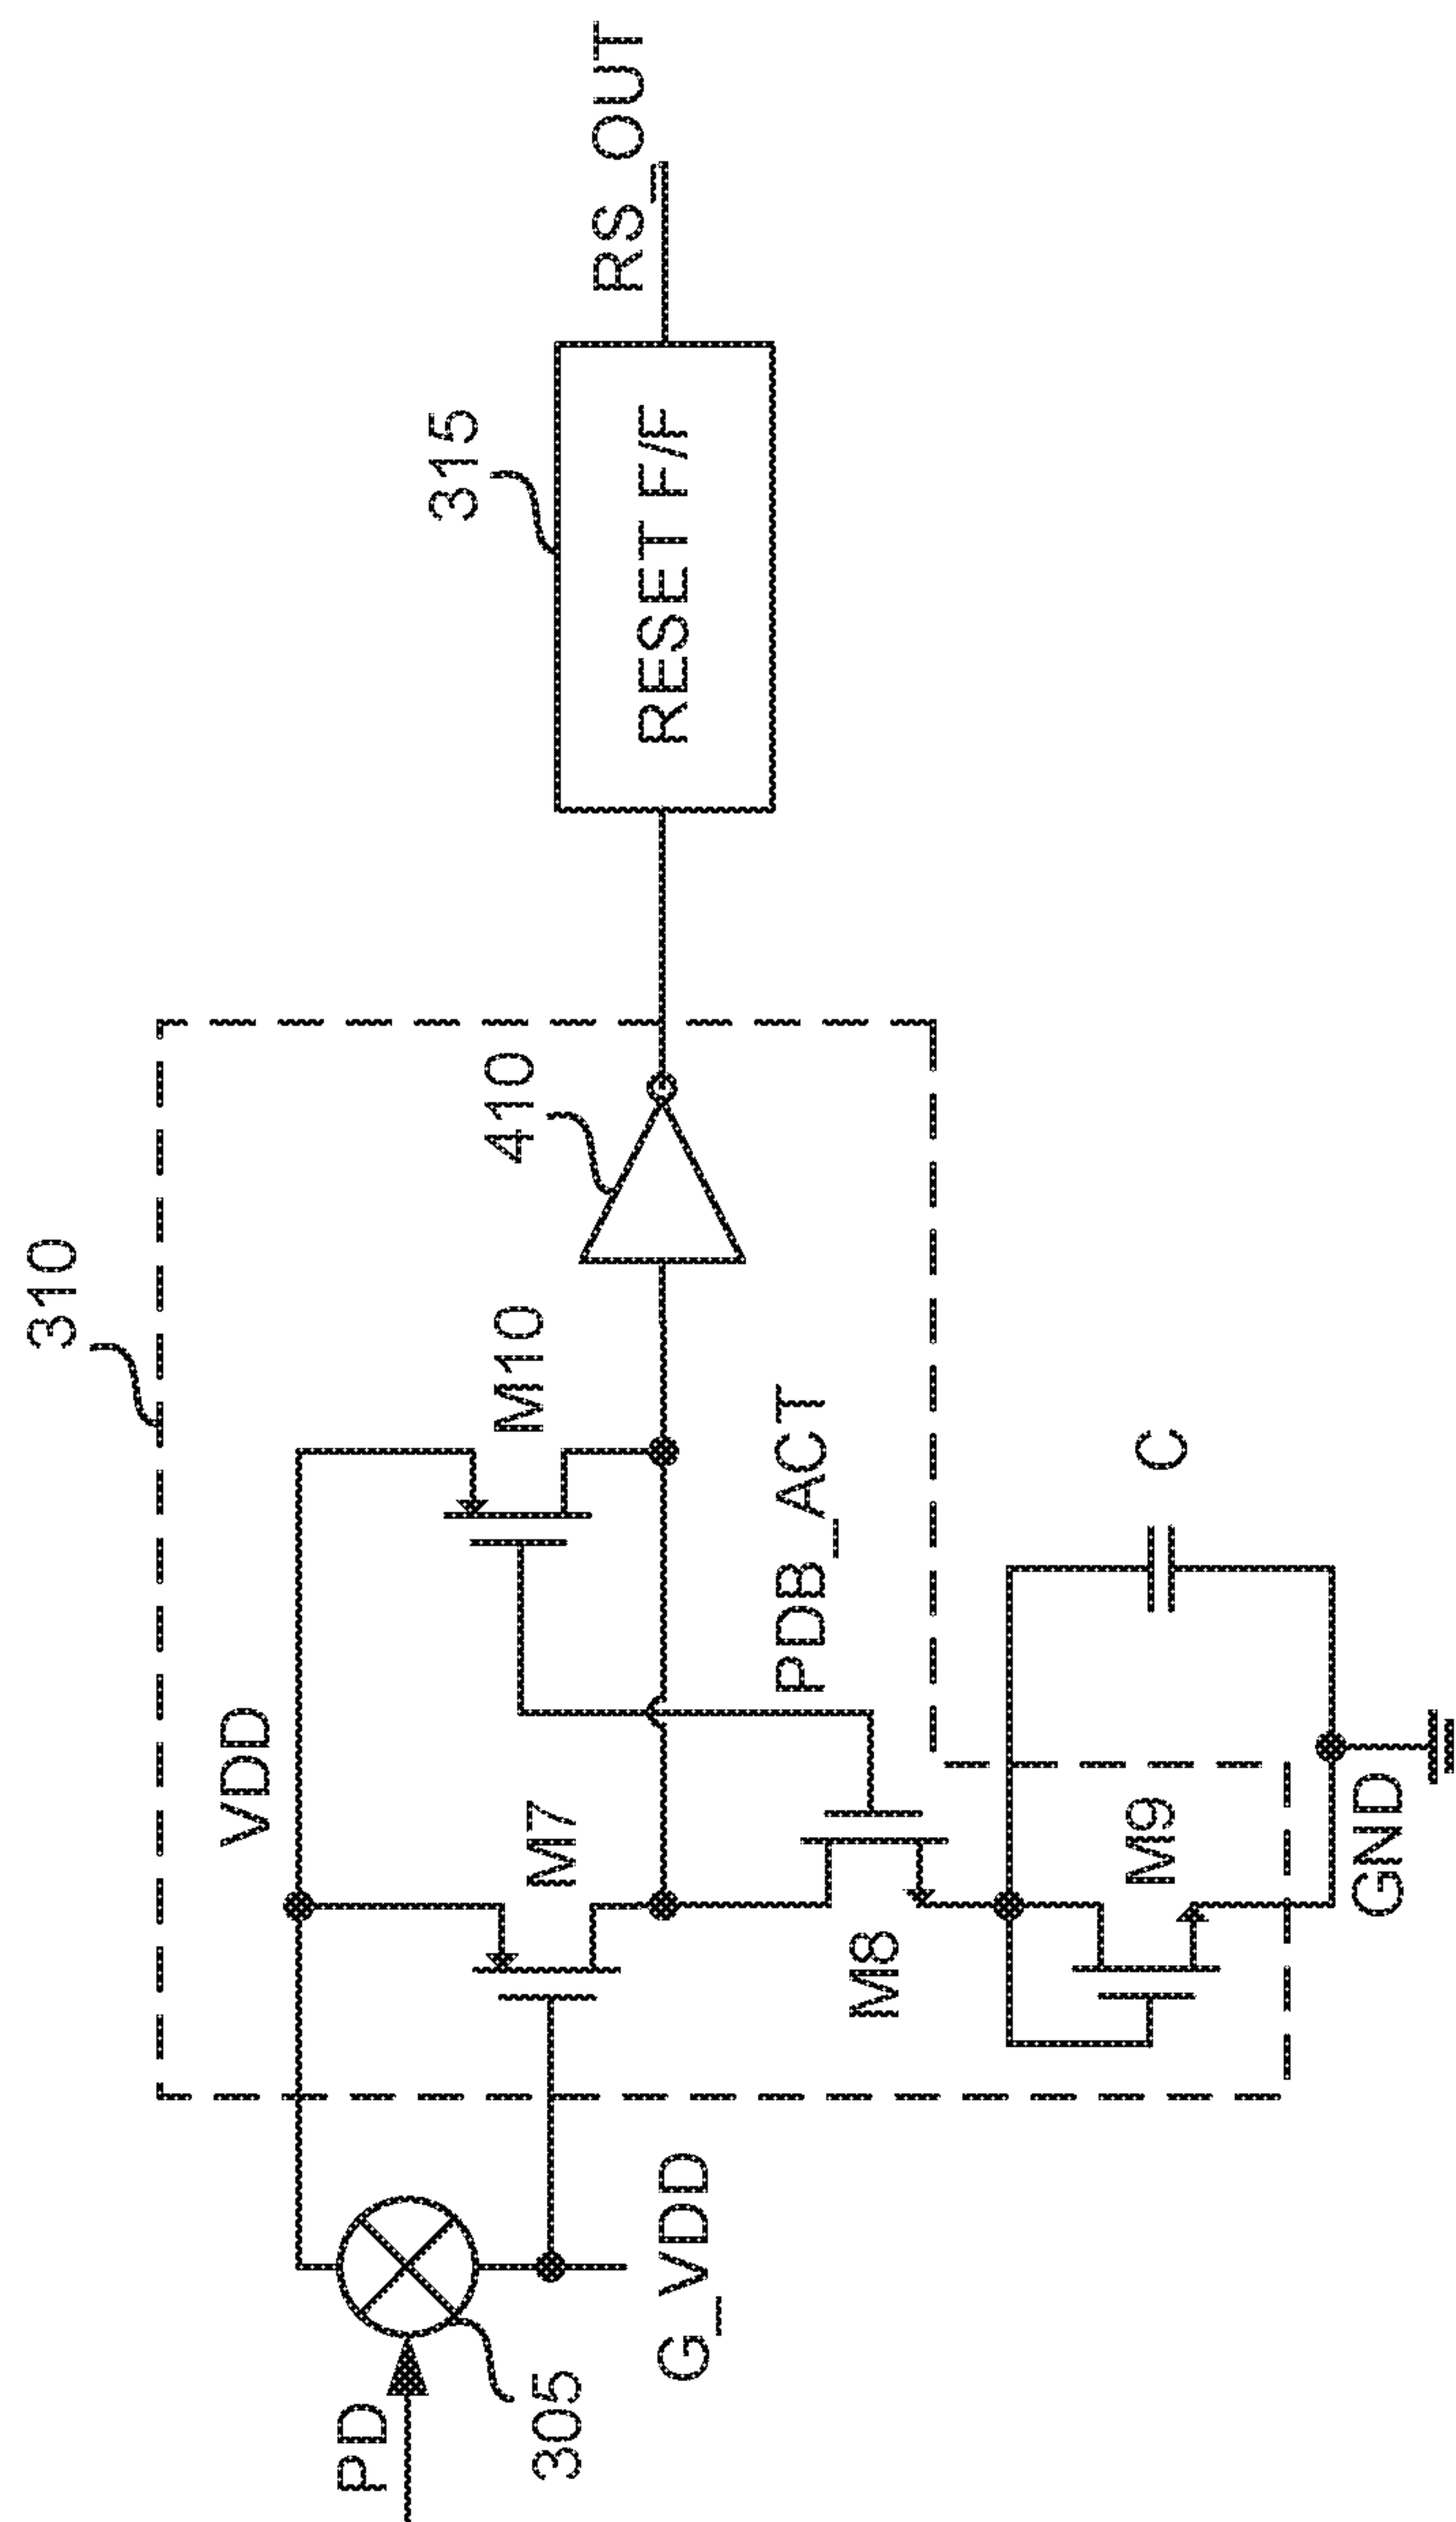 310
VDD
M10
410
315
RS_OUT
RESET F/F
M7
PD
305
G_VDD
PDB_ACT
M8
M9
C
GND